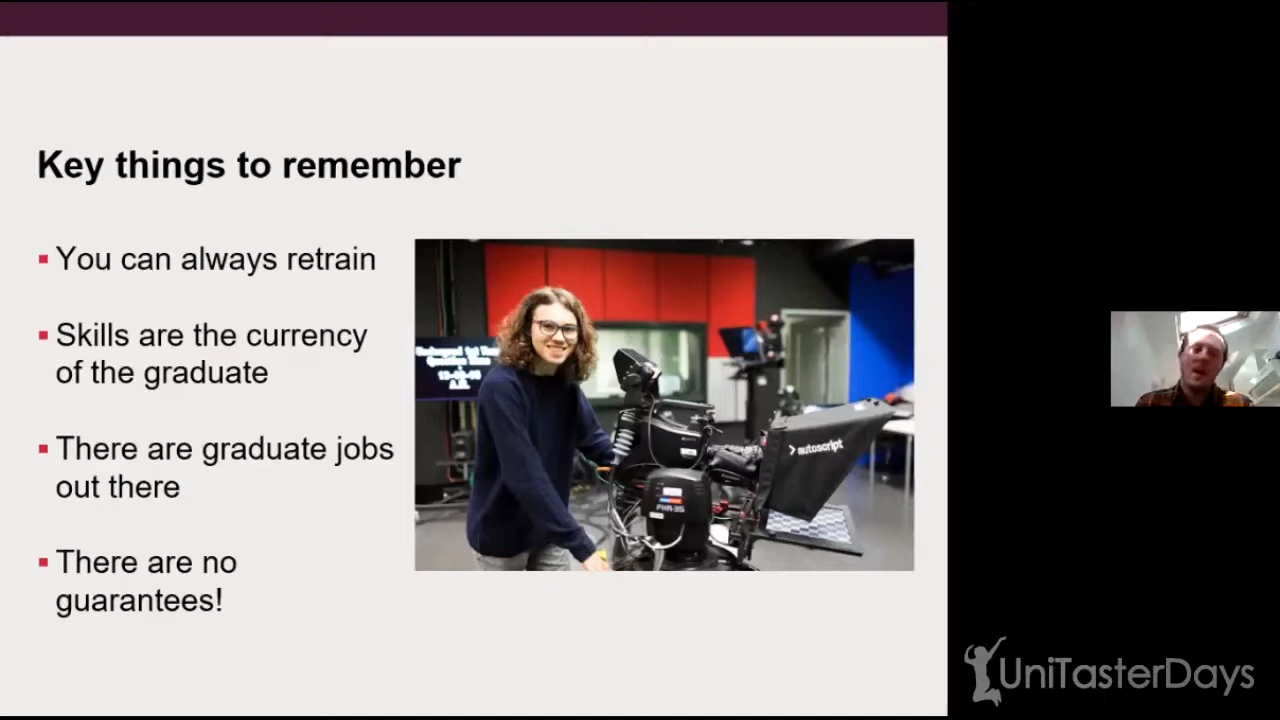 Key things to remember
You can always retrain
Skills are the currency
of the graduate
There are graduate jobs
out there
There are no
guarantees!
autoscript
UniTasterDays